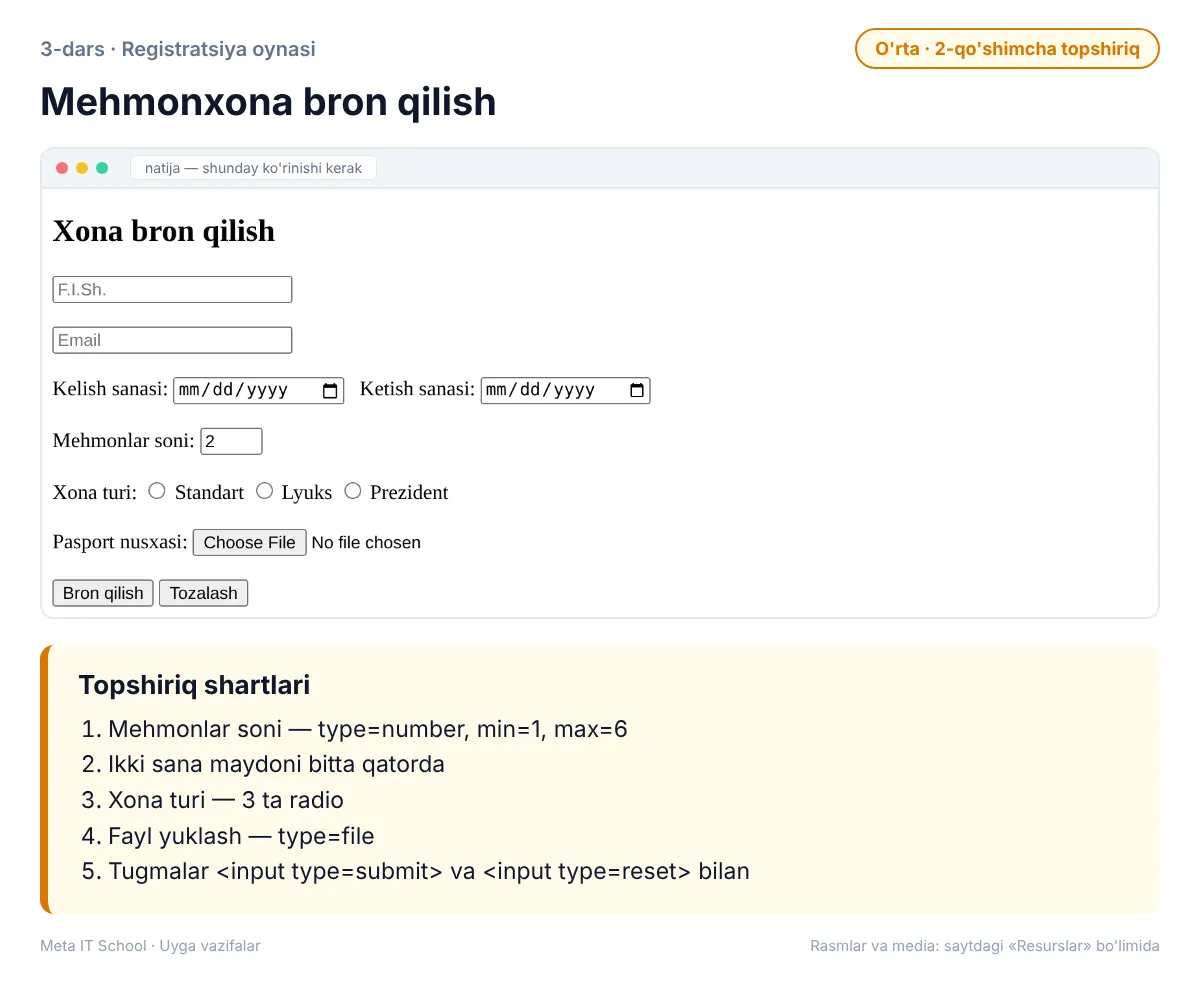 3-dars · Registratsiya oynasi
O'rta · 2-qo'shimcha topshiriq
Mehmonxona bron qilish
natija — shunday ko'rinishi kerak
Xona bron qilish
F.I.Sh.
Email
Kelish sanasi: mm/dd/yyyy Ketish sanasi: mm/dd/yyyy
Mehmonlar soni: 2
Xona turi: Standart Lyuks Prezident
Pasport nusxasi: Choose File No file chosen
Bron qilish Tozalash
Topshiriq shartlari
1. Mehmonlar soni — type=number, min=1, max=6
2. Ikki sana maydoni bitta qatorda
3. Xona turi — 3 ta radio
4. Fayl yuklash — type=file
5. Tugmalar <input type=submit> va <input type=reset> bilan
Meta IT School · Uyga vazifalar
Rasmlar va media: saytdagi «Resurslar» bo'limida